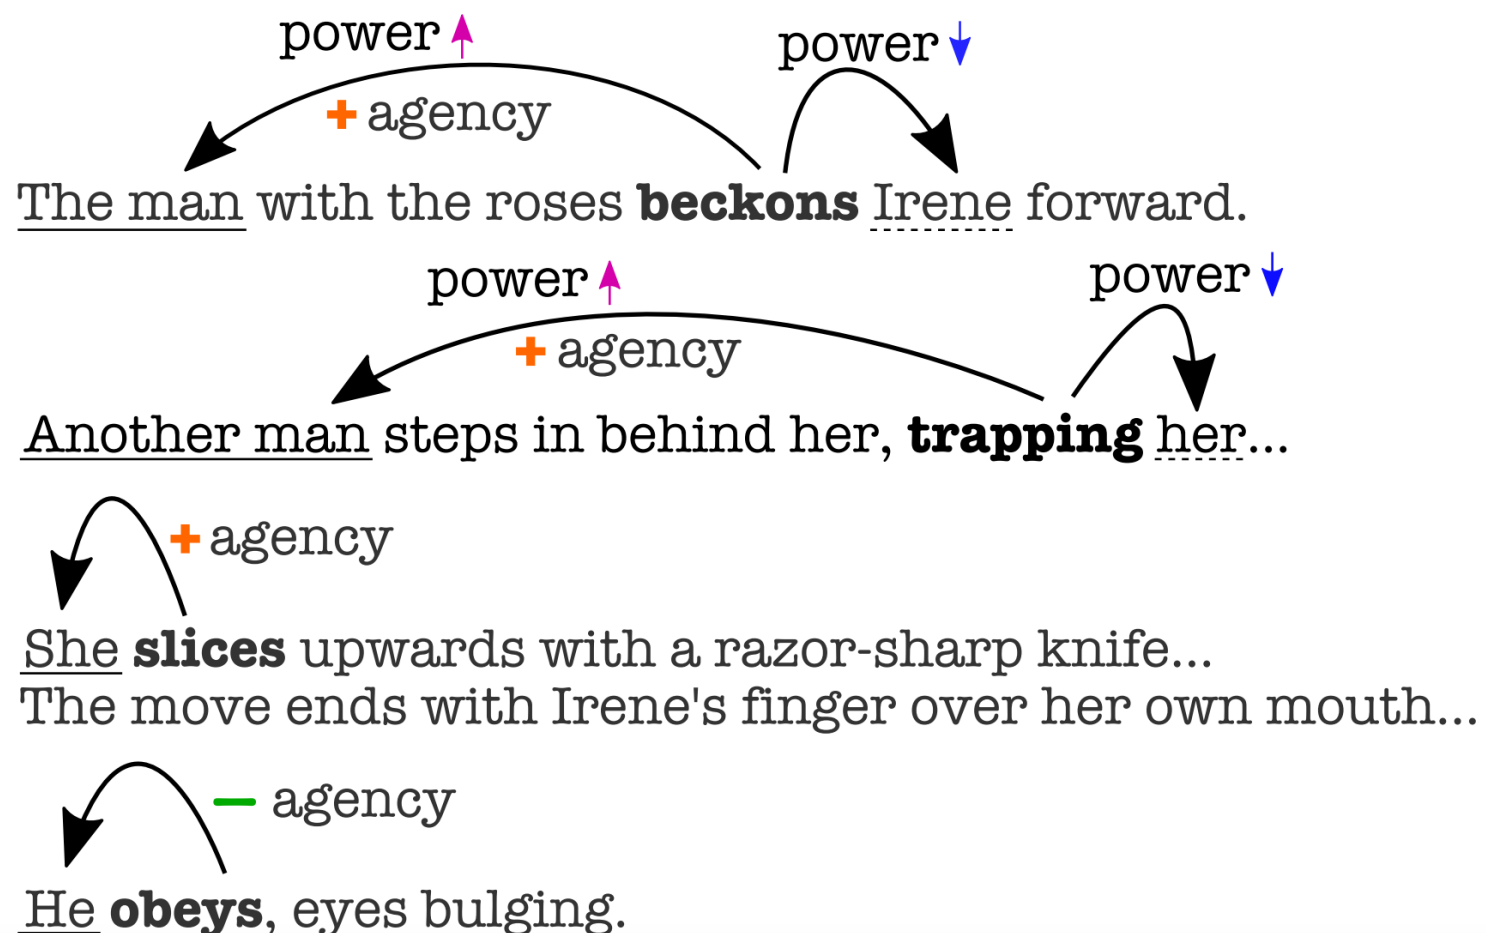 power power
+ agency
The man with the roses beckons Irene forward.
power power
+ agency
Another man steps in behind her, trapping her...
+ agency
She slices upwards with a razor-sharp knife...
The move ends with Irene's finger over her own mouth...
− agency
He obeys, eyes bulging.